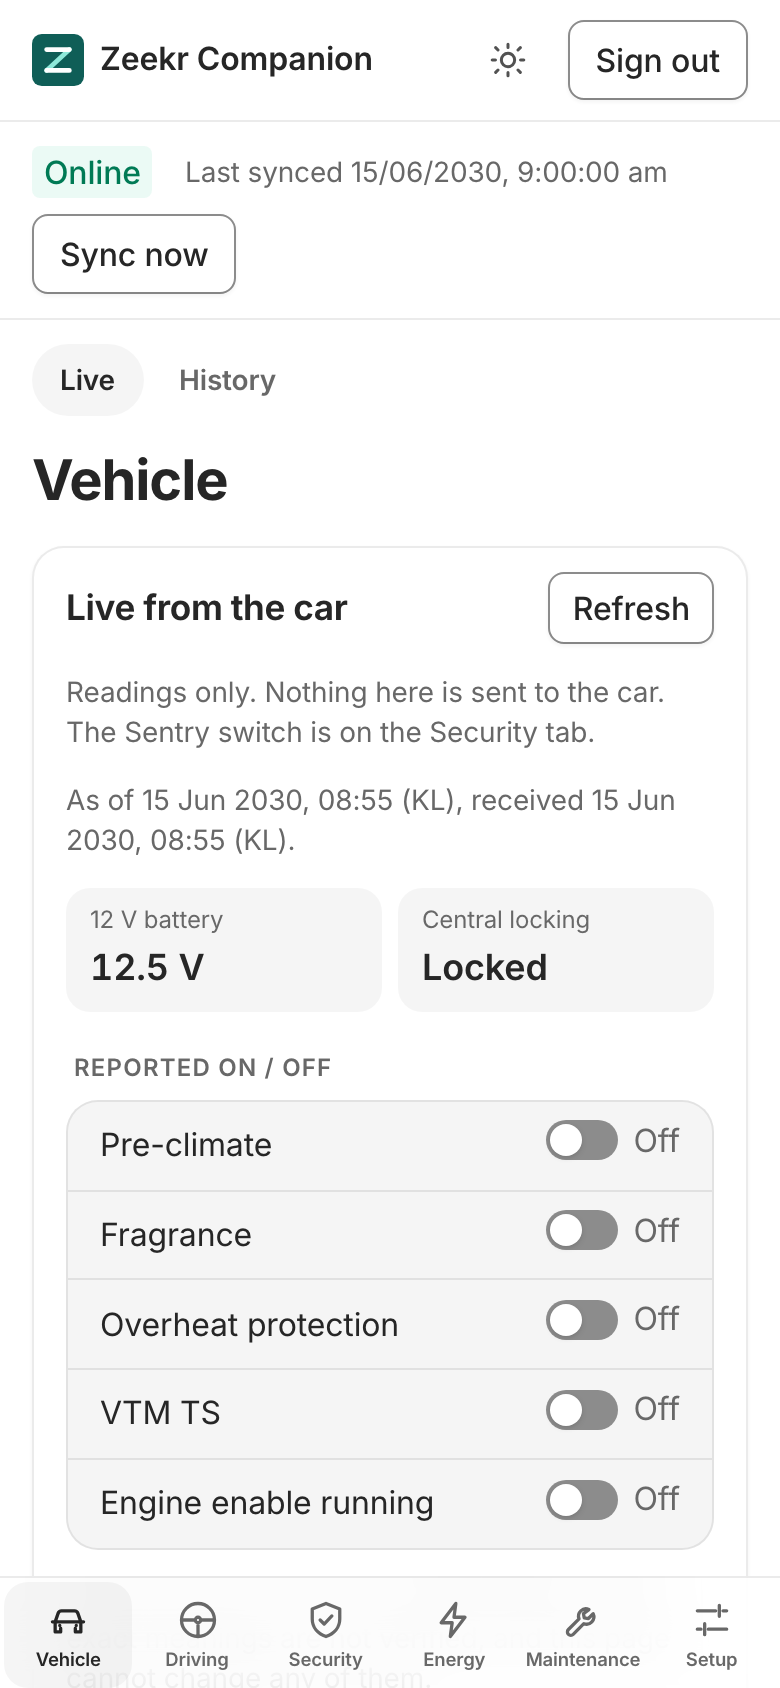 Zeekr Companion
Sign out
Online
Last synced 15/06/2030, 9:00:00 am
Sync now
Live
History
Vehicle
Live from the car
Refresh
Readings only. Nothing here is sent to the car.
The Sentry switch is on the Security tab.
As of 15 Jun 2030, 08:55 (KL), received 15 Jun
2030, 08:55 (KL).
12 V battery
12.5 V
Central locking
Locked
REPORTED ON / OFF
Pre-climate
Off
Fragrance
Off
Overheat protection
Off
VTM TS
Off
Engine enable running
Off
cannot change any of them.
Vehicle
Driving
Security
Energy
Maintenance
Setup